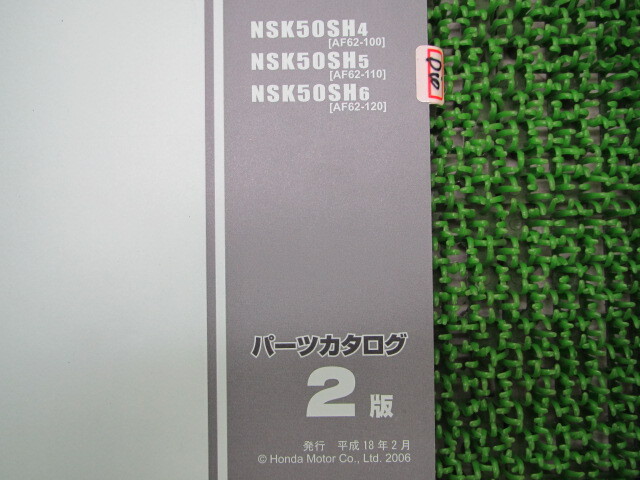 NSK50SH4
[AF62-100]
NSK50SH5
[AF62-110]
NSK50SH6
[AF62-120]
パーツカタログ
2版
発行 平成18年2月
© Honda Motor Co., Ltd. 2006